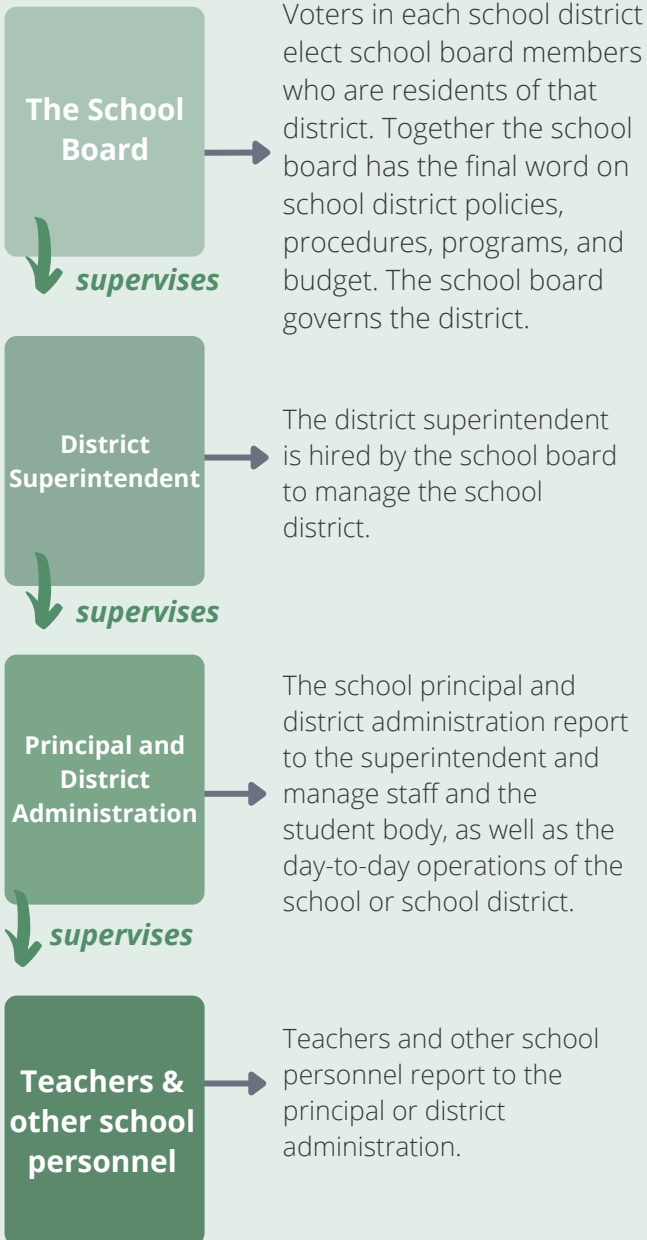 The School
Board
Voters in each school district
elect school board members
who are residents of that
district. Together the school
board has the final word on
school district policies,
procedures, programs, and
budget. The school board
governs the district.
supervises
District
Superintendent
The district superintendent
is hired by the school board
to manage the school
district.
supervises
Principal and
District
Administration
The school principal and
district administration report
to the superintendent and
manage staff and the
student body, as well as the
day-to-day operations of the
school or school district.
supervises
Teachers &
other school
personnel
Teachers and other school
personnel report to the
principal or district
administration.